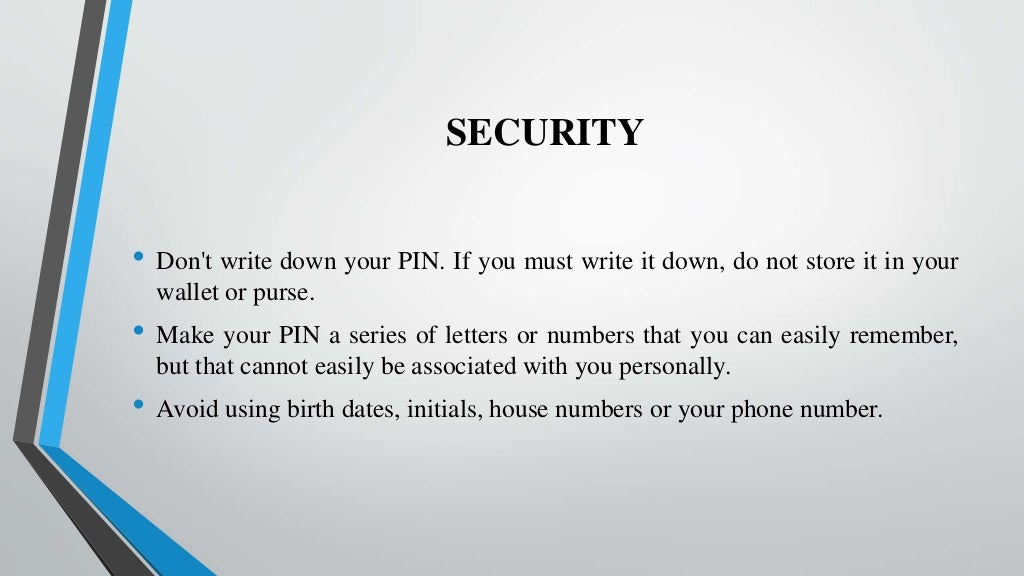 SECURITY
• Don't write down your PIN. If you must write it down, do not store it in your
wallet or purse.
• Make your PIN a series of letters or numbers that you can easily remember,
but that cannot easily be associated with you personally.
• Avoid using birth dates, initials, house numbers or your phone number.